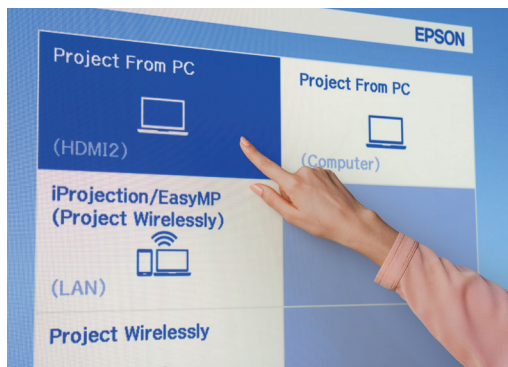 EPSON
Project From PC
(HDMI2)
Project From PC
(Computer)
iProjection/EasyMP
(Project Wirelessly)
(LAN)
Project Wirelessly